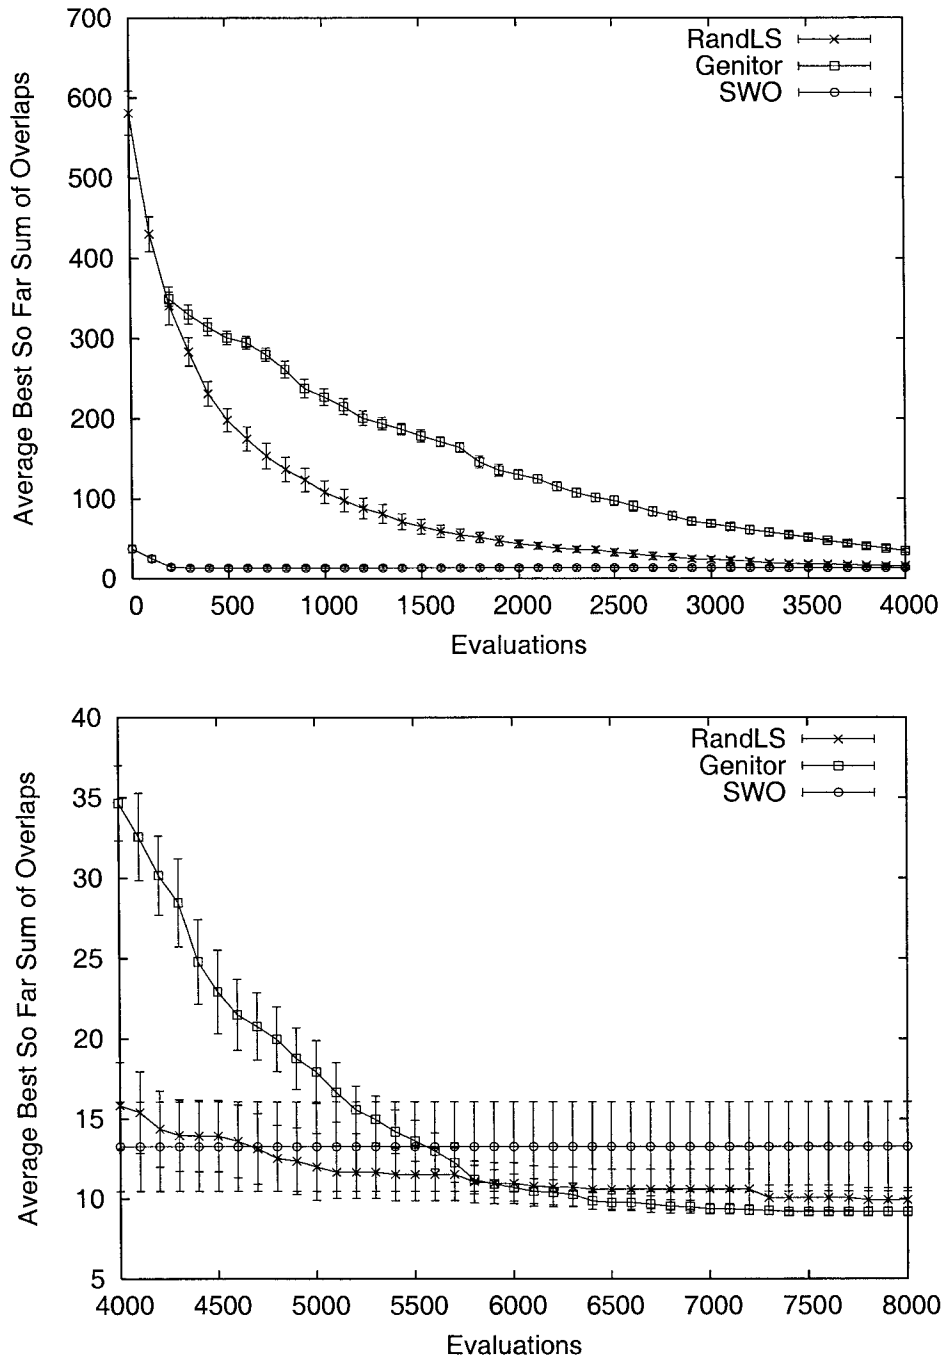 700
600
500
400
300
200
100
0
Average Best So Far Sum of Overlaps
RandLS
Genitor
SWO
0 500 1000 1500 2000 2500 3000 3500 4000
Evaluations
40
35
30
25
20
15
10
5
Average Best So Far Sum of Overlaps
RandLS
Genitor
SWO
4000 4500 5000 5500 6000 6500 7000 7500 8000
Evaluations